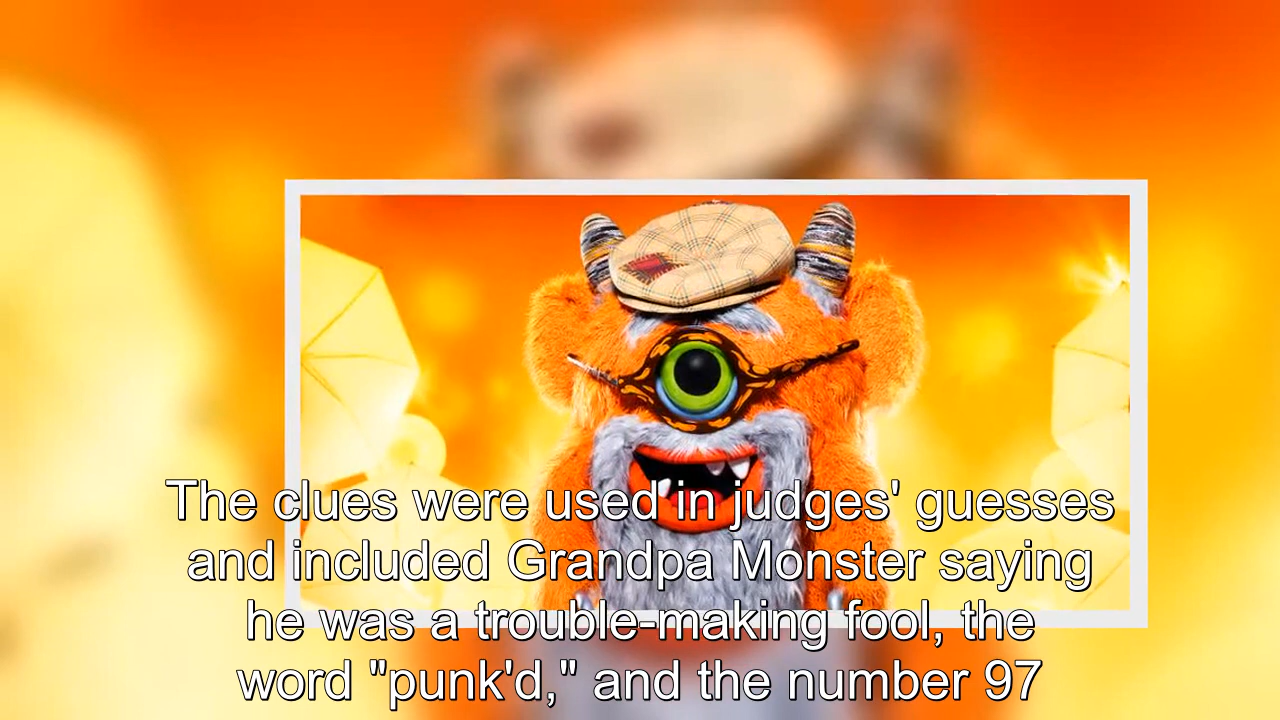 The clues were used in judges' guesses
and included Grandpa Monster saying
he was a trouble-making fool, the
word "punk'd," and the number 97